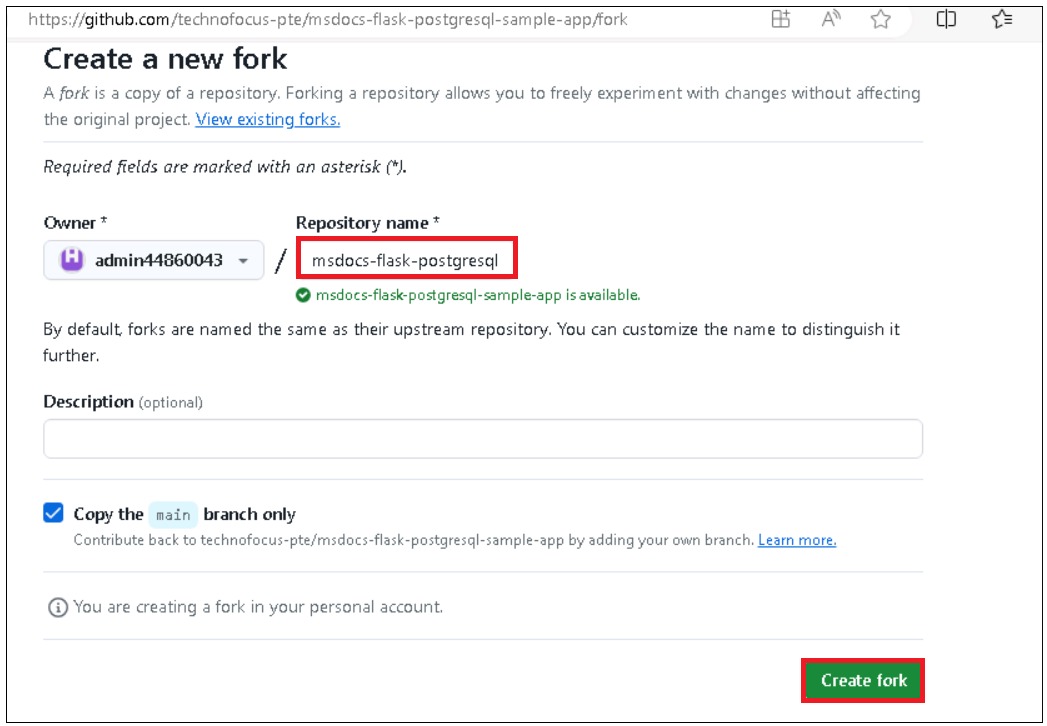 https://github.com/technofocus-pte/msdocs-flask-postgresql-sample-app/fork
Create a new fork
A fork is a copy of a repository. Forking a repository allows you to freely experiment with changes without affecting
the original project. View existing forks.
Required fields are marked with an asterisk (*).
Owner *
Repository name *
admin44860043
/
msdocs-flask-postgresql
msdocs-flask-postgresql-sample-app is available.
By default, forks are named the same as their upstream repository. You can customize the name to distinguish it
further.
Description (optional)
Copy the main branch only
Contribute back to technofocus-pte/msdocs-flask-postgresql-sample-app by adding your own branch. Learn more.
You are creating a fork in your personal account.
Create fork